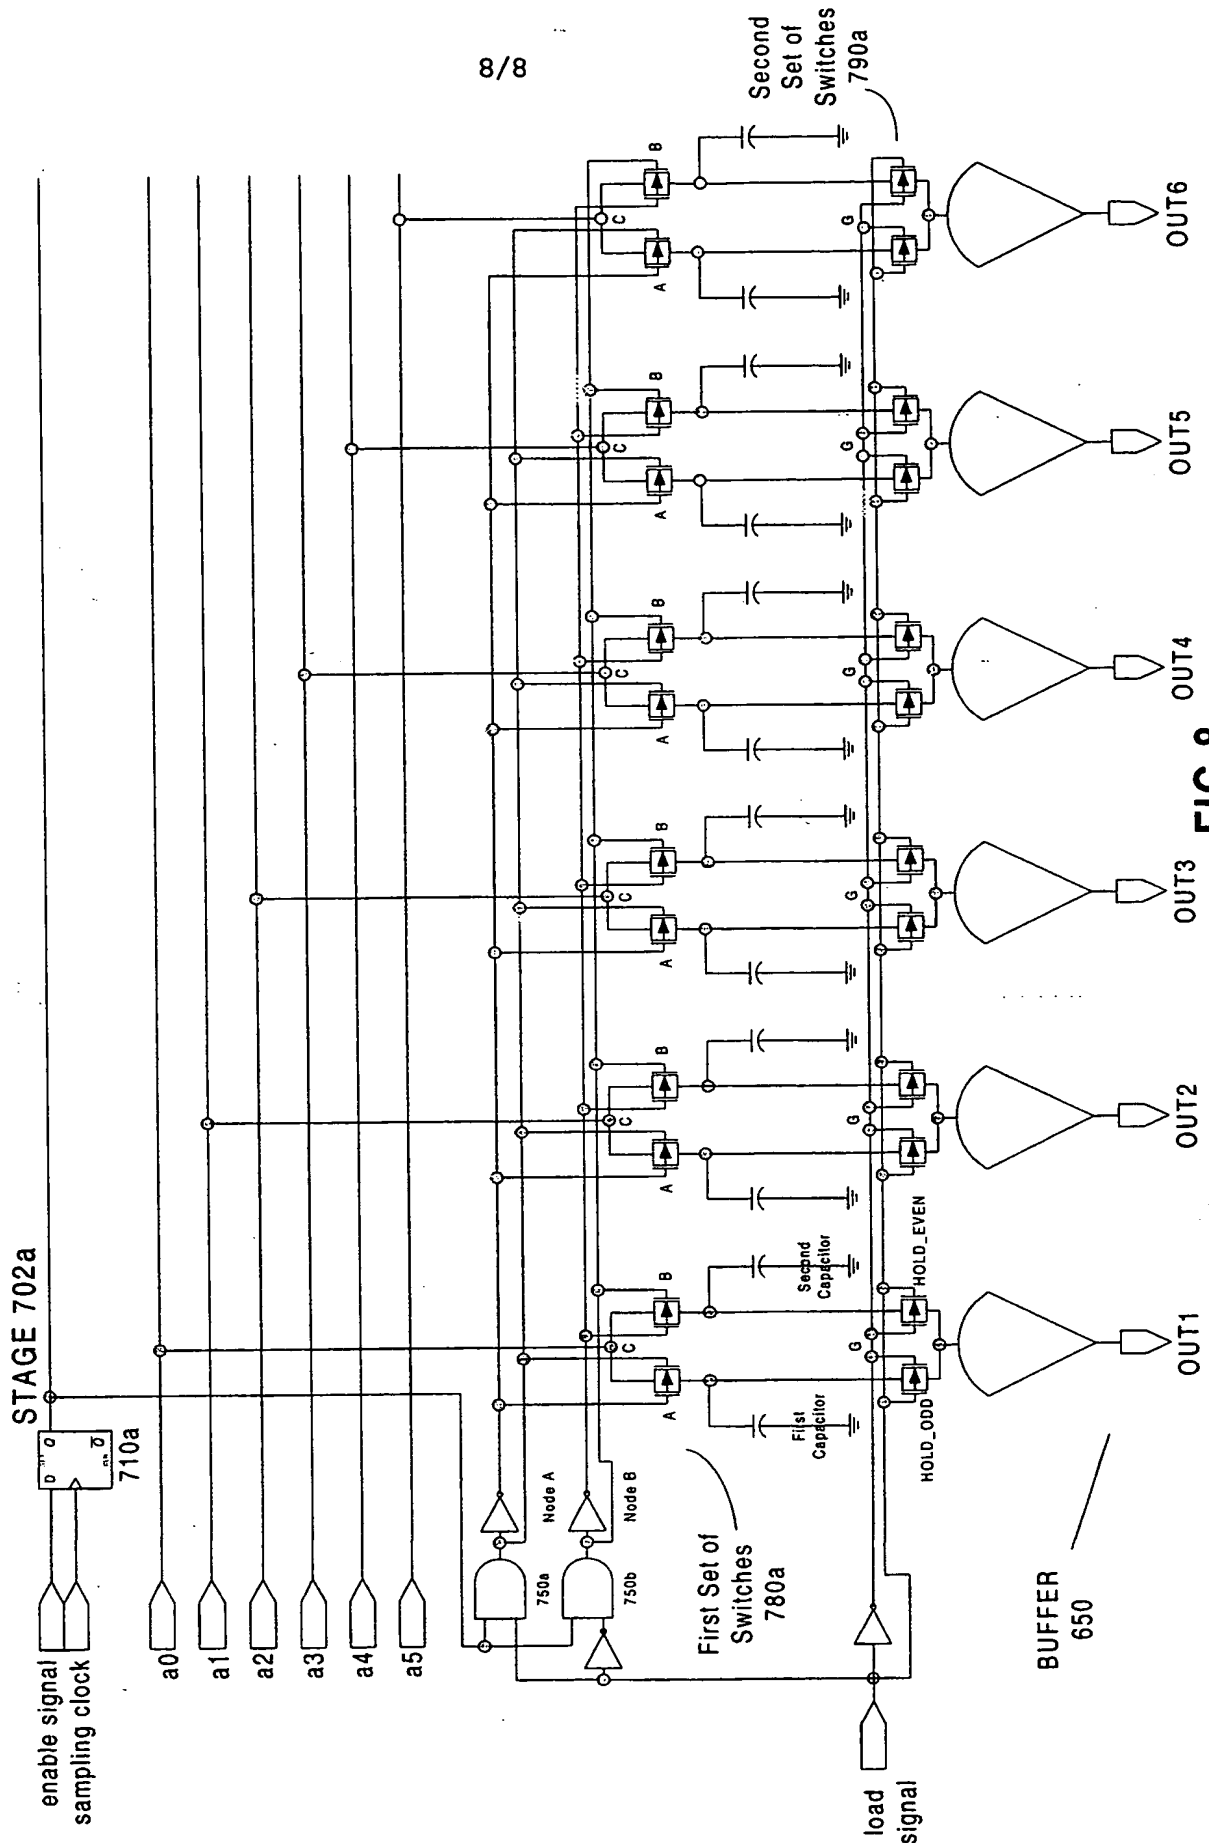 8/8
STAGE 702a
enable signal
sampling clock
D
Q
Q
710a
a0
a1
a2
a3
a4
a5
750a
Node A
750b
Node B
First Set of
Switches
780a
Second
Set of
Switches
790a
A
C
B
A
C
B
A
C
B
A
C
B
A
C
B
A
C
B
First
Capacitor
Second
Capacitor
HOLD_ODD
G
HOLD_EVEN
G
G
G
G
G
load
signal
BUFFER
650
OUT1
OUT2
OUT3
OUT4
OUT5
OUT6